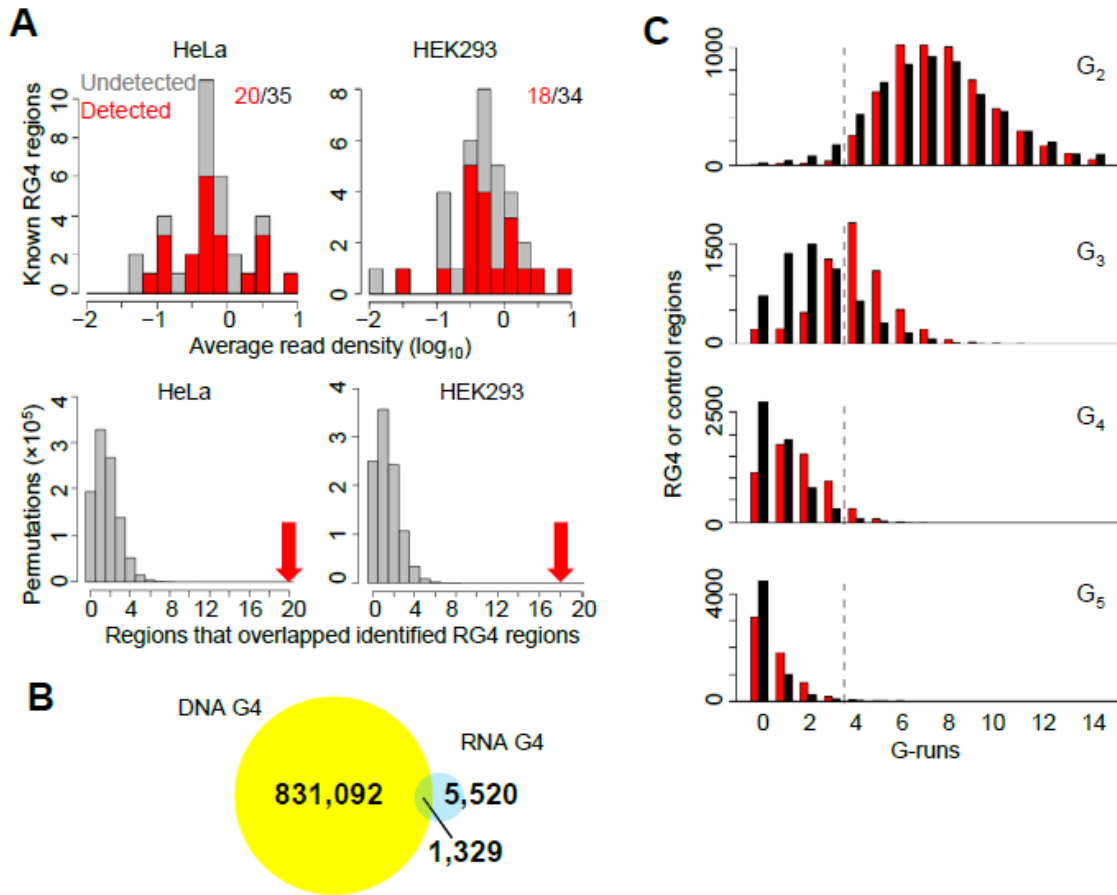 A
HeLa
HEK293
Undetected
Detected
20/35
18/34
Known RG4 regions
0 2 4 6 8 10
0 2 4 6 8
−2 −1 0 1
−2 −1 0 1
Average read density (log10)
HeLa
HEK293
Permutations (×10⁵)
0 1 2 3 4
0 1 2 3 4
0 4 8 12 16 20
0 4 8 12 16 20
Regions that overlapped identified RG4 regions
B
DNA G4
RNA G4
831,092
5,520
1,329
C
G2
0 1000
G3
0 1500
G4
0 2500
G5
0 4000
RG4 or control regions
0 2 4 6 8 10 12 14
G-runs